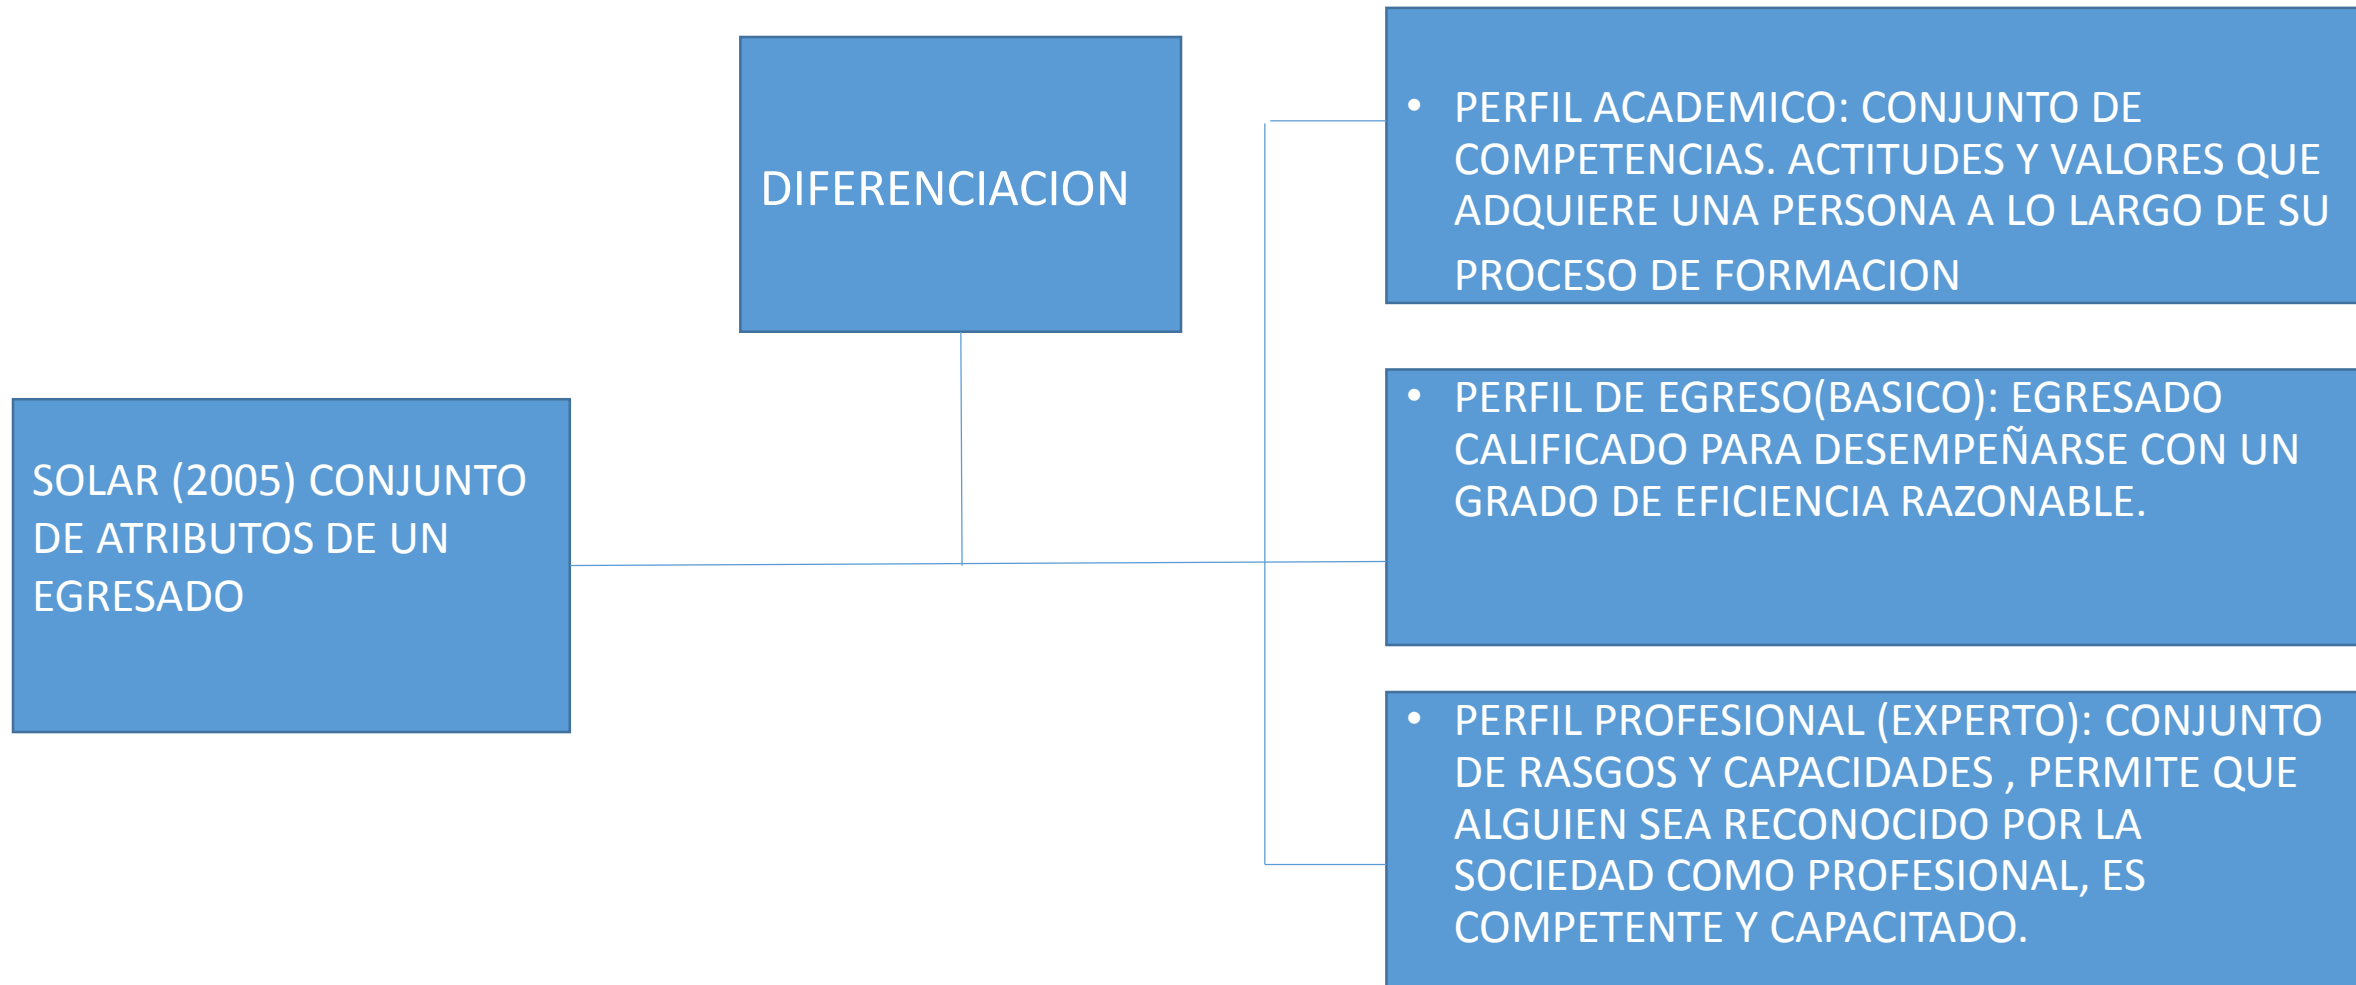 DIFERENCIACION
SOLAR (2005) CONJUNTO
DE ATRIBUTOS DE UN
EGRESADO
• PERFIL ACADEMICO: CONJUNTO DE
COMPETENCIAS. ACTITUDES Y VALORES QUE
ADQUIERE UNA PERSONA A LO LARGO DE SU
PROCESO DE FORMACION
• PERFIL DE EGRESO(BASICO): EGRESADO
CALIFICADO PARA DESEMPEÑARSE CON UN
GRADO DE EFICIENCIA RAZONABLE.
• PERFIL PROFESIONAL (EXPERTO): CONJUNTO
DE RASGOS Y CAPACIDADES , PERMITE QUE
ALGUIEN SEA RECONOCIDO POR LA
SOCIEDAD COMO PROFESIONAL, ES
COMPETENTE Y CAPACITADO.